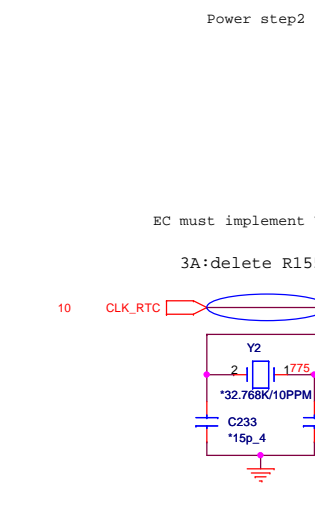 Power step2
EC must implement
3A:delete R15
10 CLK_RTC
Y2
2 1 775
*32.768K/10PPM
C233
*15p_4